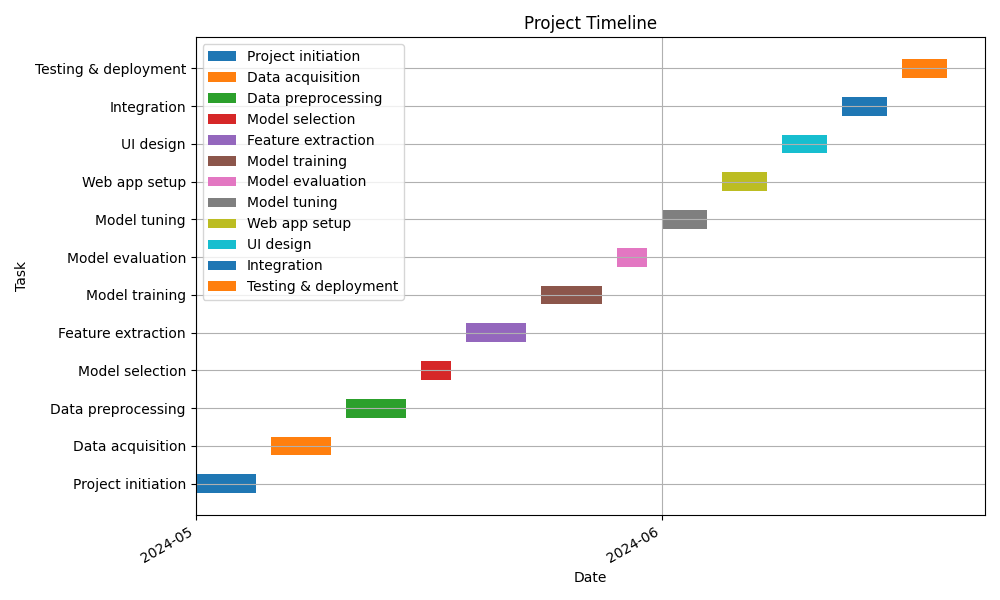 Project Timeline
Project initiation
Data acquisition
Data preprocessing
Model selection
Feature extraction
Model training
Model evaluation
Model tuning
Web app setup
UI design
Integration
Testing & deployment
Task
Testing & deployment
Integration
UI design
Web app setup
Model tuning
Model evaluation
Model training
Feature extraction
Model selection
Data preprocessing
Data acquisition
Project initiation
2024-05
2024-06
Date